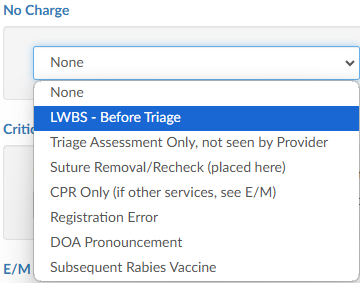 No Charge
None
None
LWBS - Before Triage
Triage Assessment Only, not seen by Provider
Suture Removal/Recheck (placed here)
CPR Only (if other services, see E/M)
Registration Error
DOA Pronouncement
Subsequent Rabies Vaccine
E/M